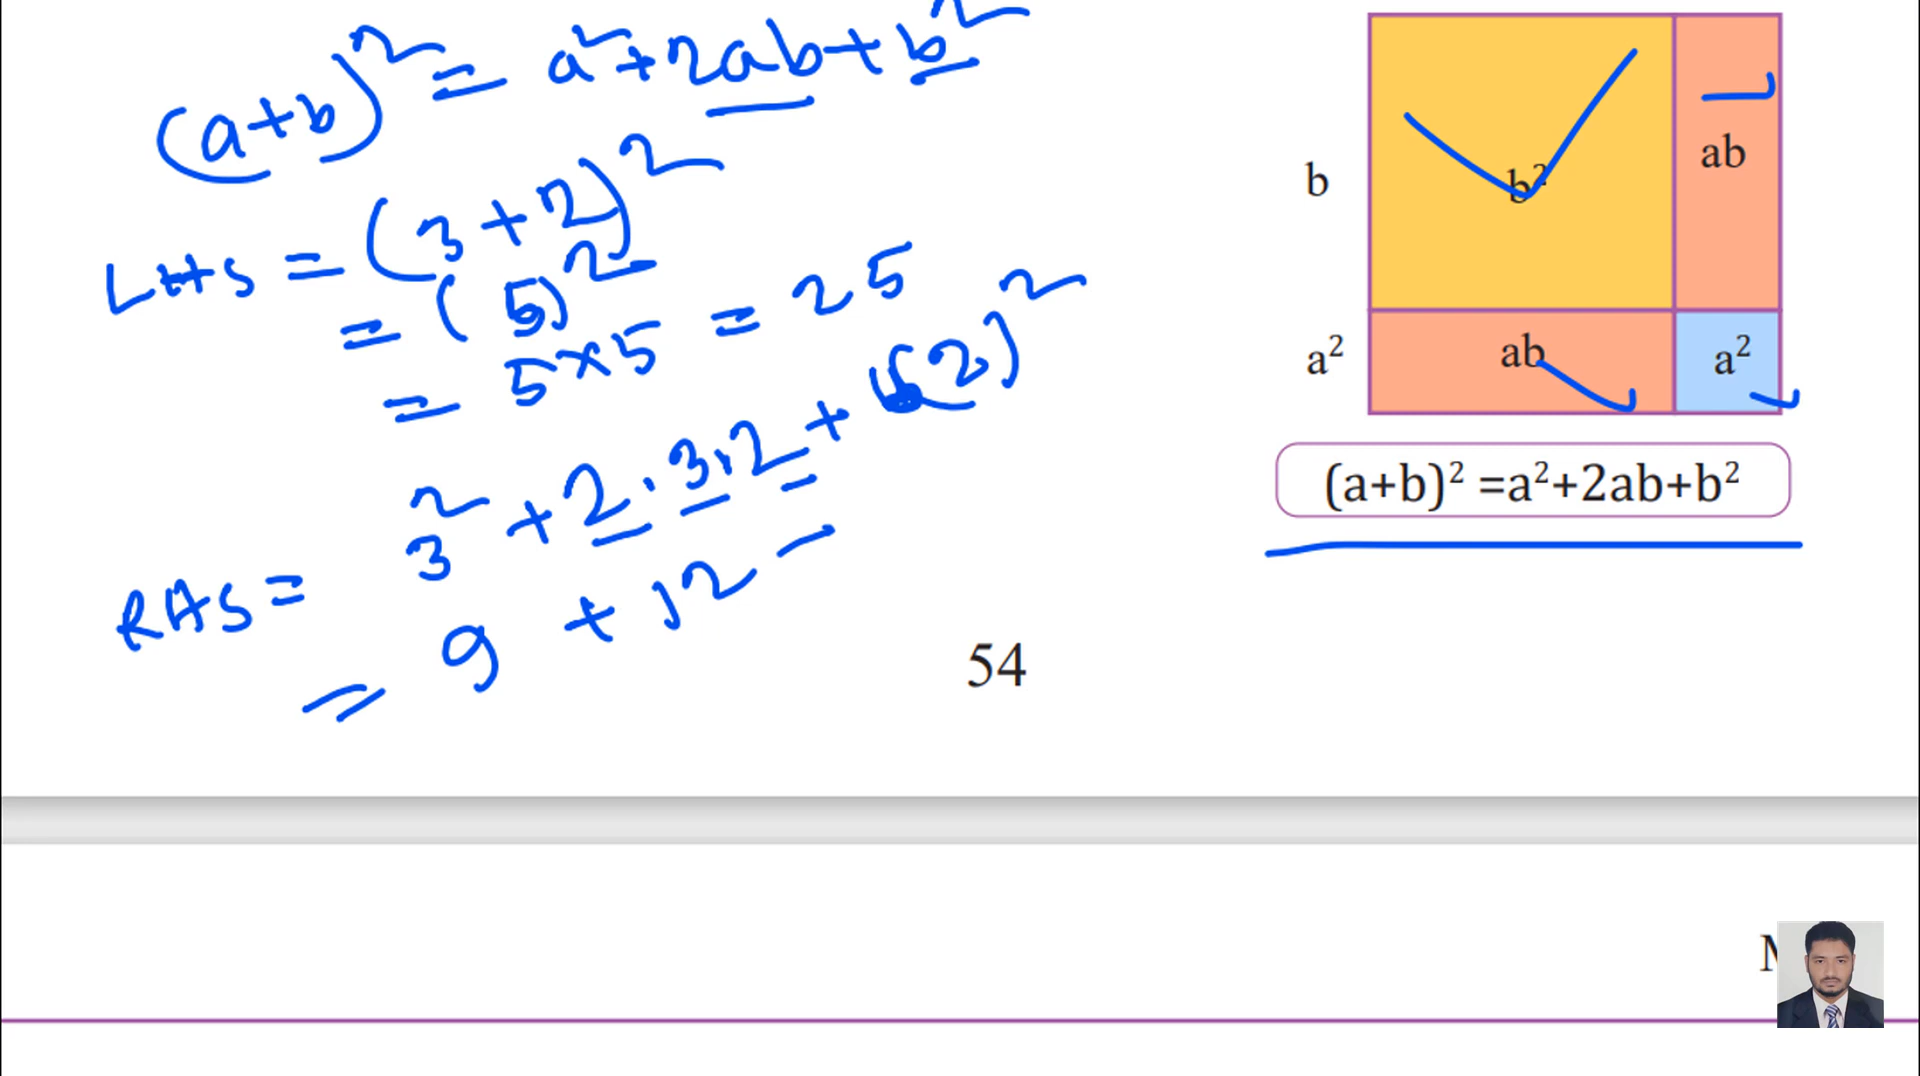 (a+b)² = a²+2ab+b²
LHS = (3+2)²
= (5)²
= 5×5 = 25
RHS = 3² + 2.3.2 + (2)²
= 9 + 12
b
b²
ab
a²
ab
a²
(a+b)² =a²+2ab+b²
54